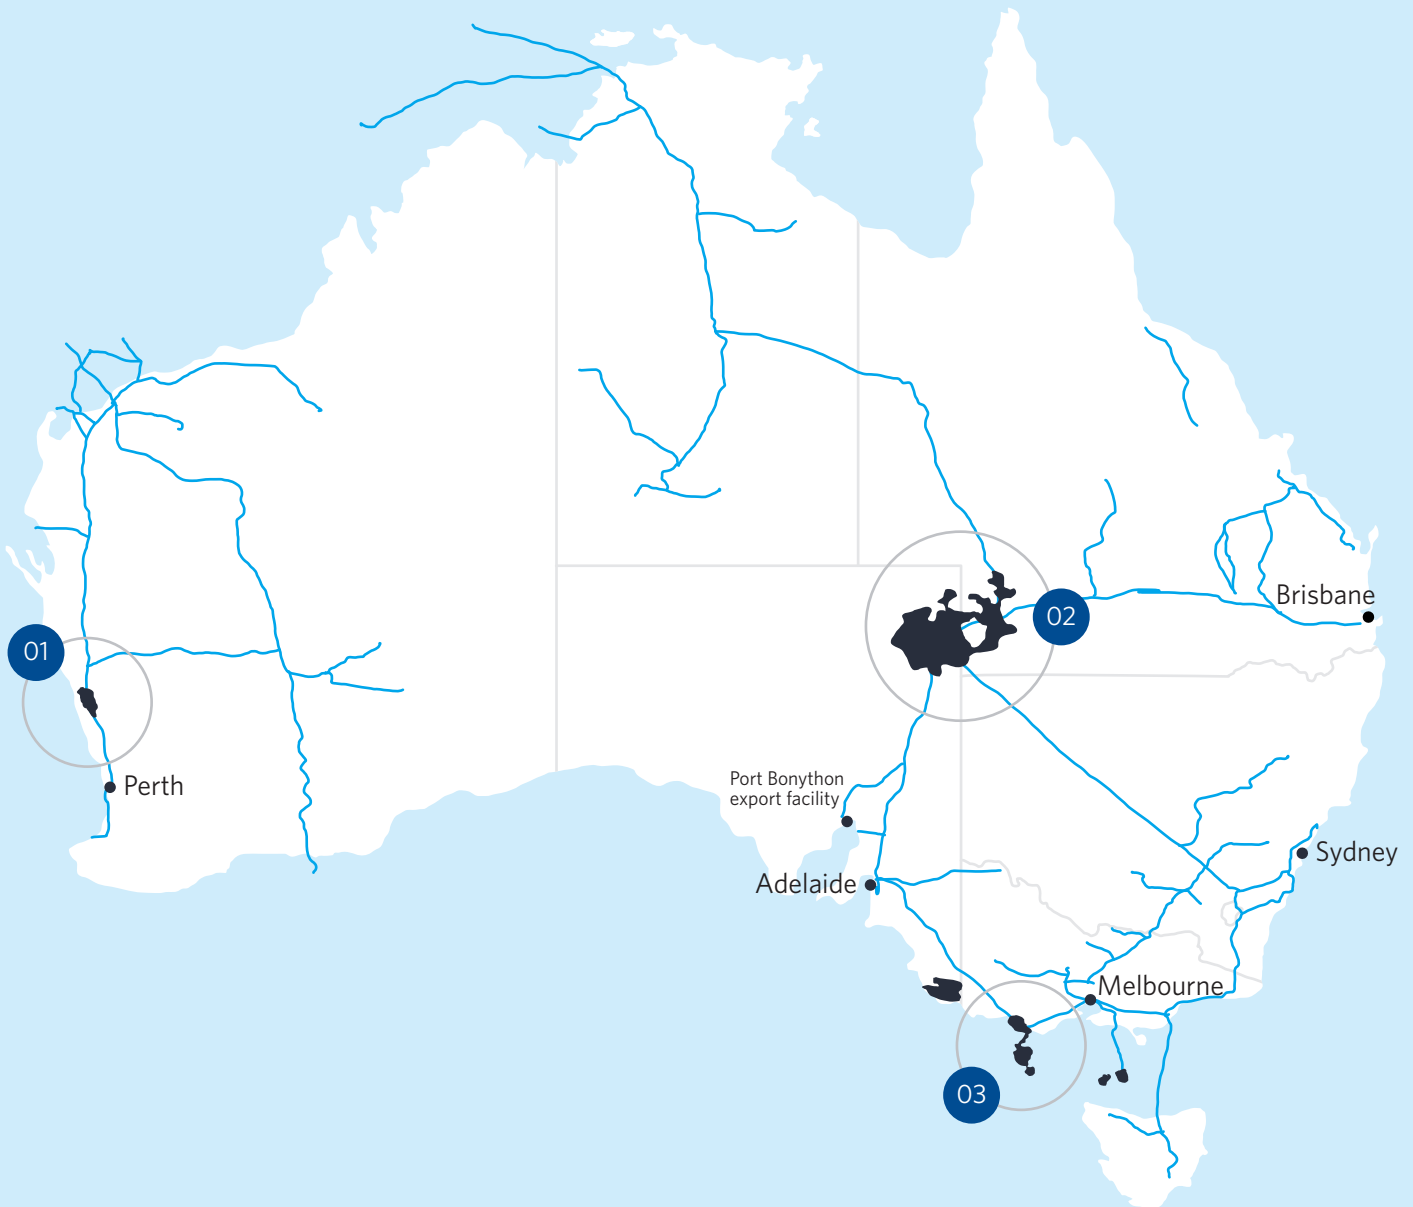 Brisbane
02
01
Perth
Port Bonython
export facility
Sydney
Adelaide
Melbourne
03